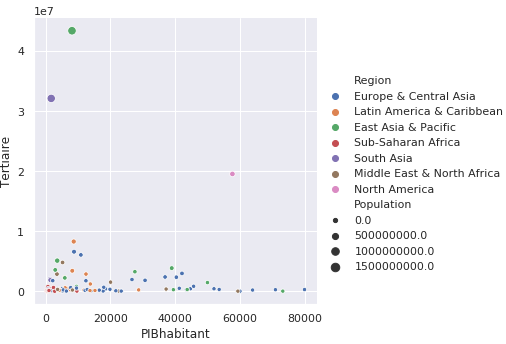 1e7
4
3
2
1
0
Tertiaire
0
20000
40000
60000
80000
PIBhabitant
Region
Europe & Central Asia
Latin America & Caribbean
East Asia & Pacific
Sub-Saharan Africa
South Asia
Middle East & North Africa
North America
Population
0.0
500000000.0
1000000000.0
1500000000.0